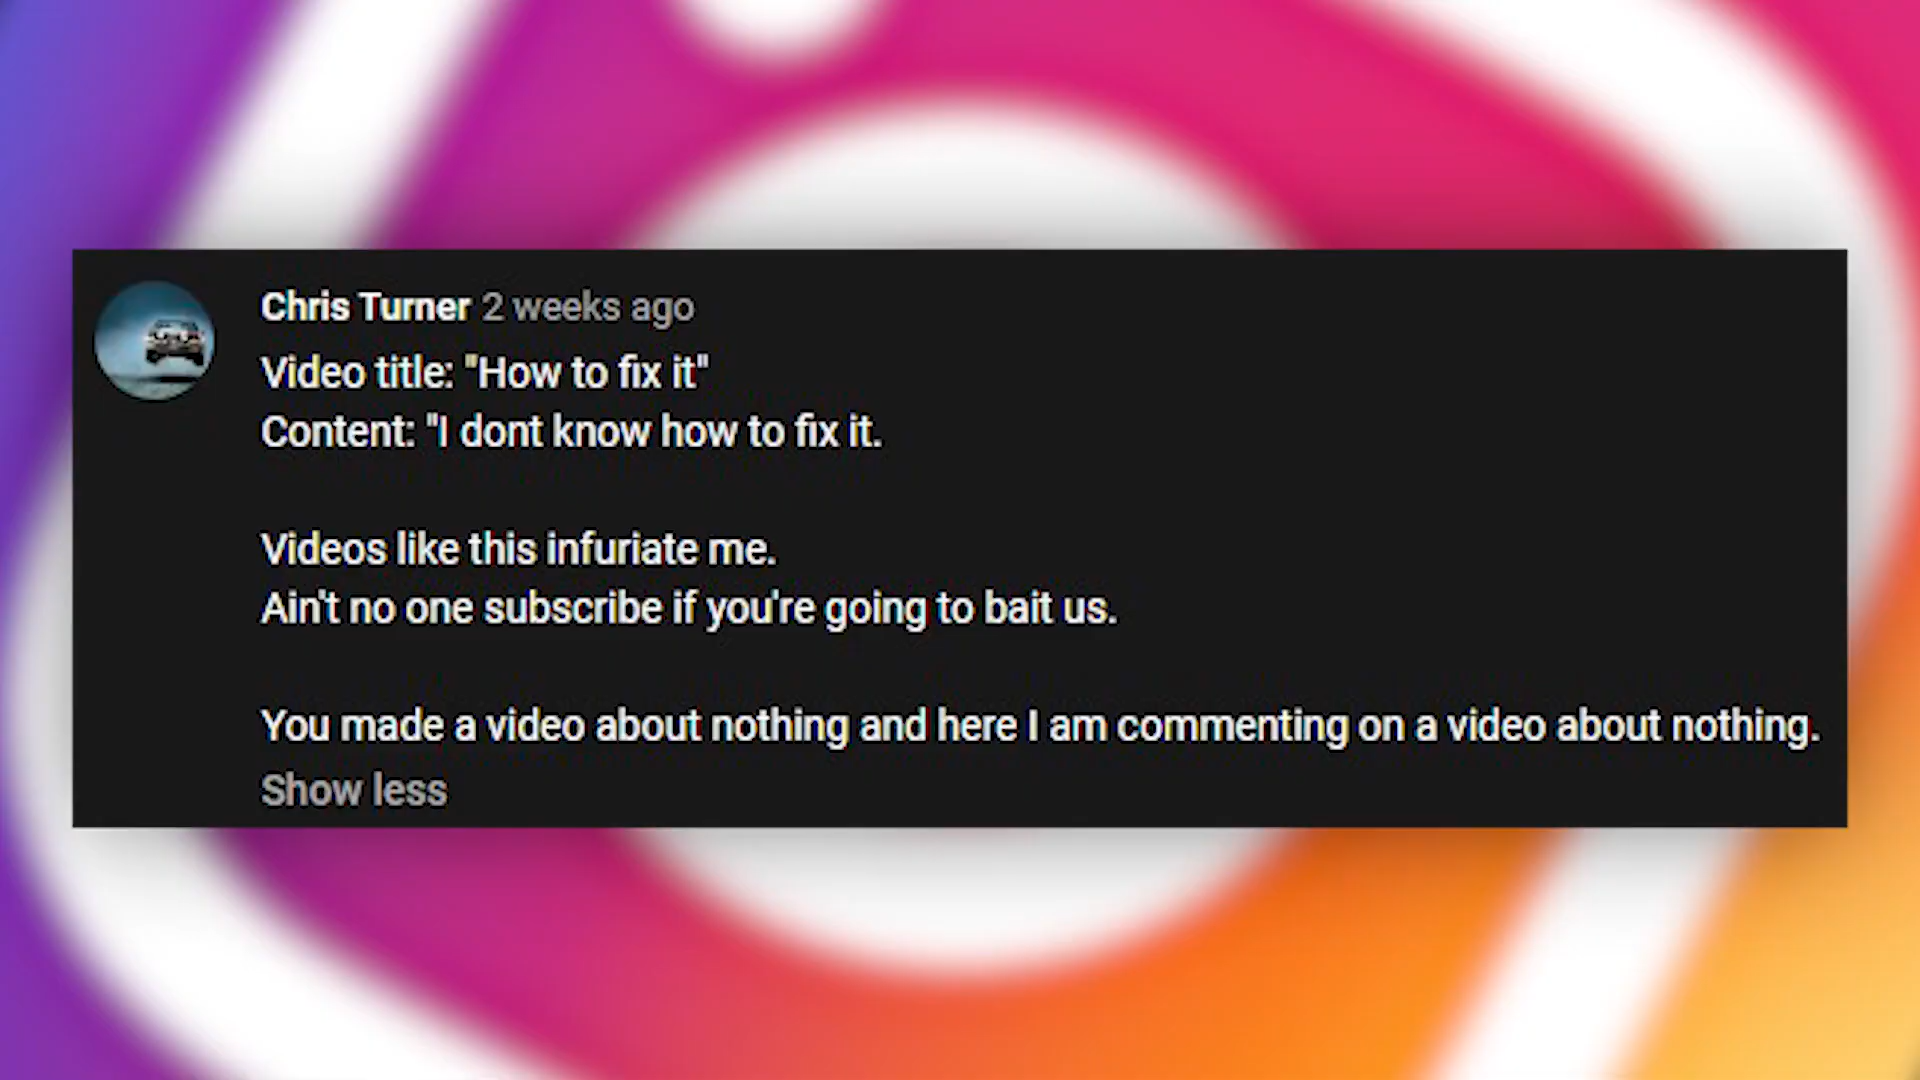 Chris Turner 2 weeks ago
Video title: "How to fix it"
Content: "I dont know how to fix it.
Videos like this infuriate me.
Ain't no one subscribe if you're going to bait us.
You made a video about nothing and here I am commenting on a video about nothing.
Show less